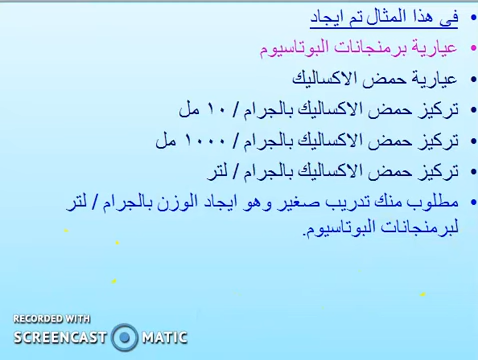 فى هذا المثال تم ايجاد
عيارية برمنجانات البوتاسيوم
عيارية حمض الاكساليك
تركيز حمض الاكساليك بالجرام / ١٠ مل
تركيز حمض الاكساليك بالجرام / ١٠٠٠ مل
تركيز حمض الاكساليك بالجرام / لتر
مطلوب منك تدريب صغير وهو ايجاد الوزن بالجرام / لتر
لبرمنجانات البوتاسيوم.
RECORDED WITH
SCREENCAST MATIC